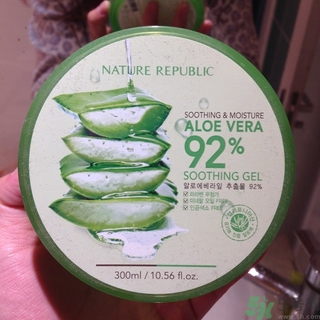 NATURE REPUBLIC
SOOTHING & MOISTURE
ALOE VERA
92%
SOOTHING GEL
알로에베라잎 추출물 92%
300ml / 10.56 fl.oz.